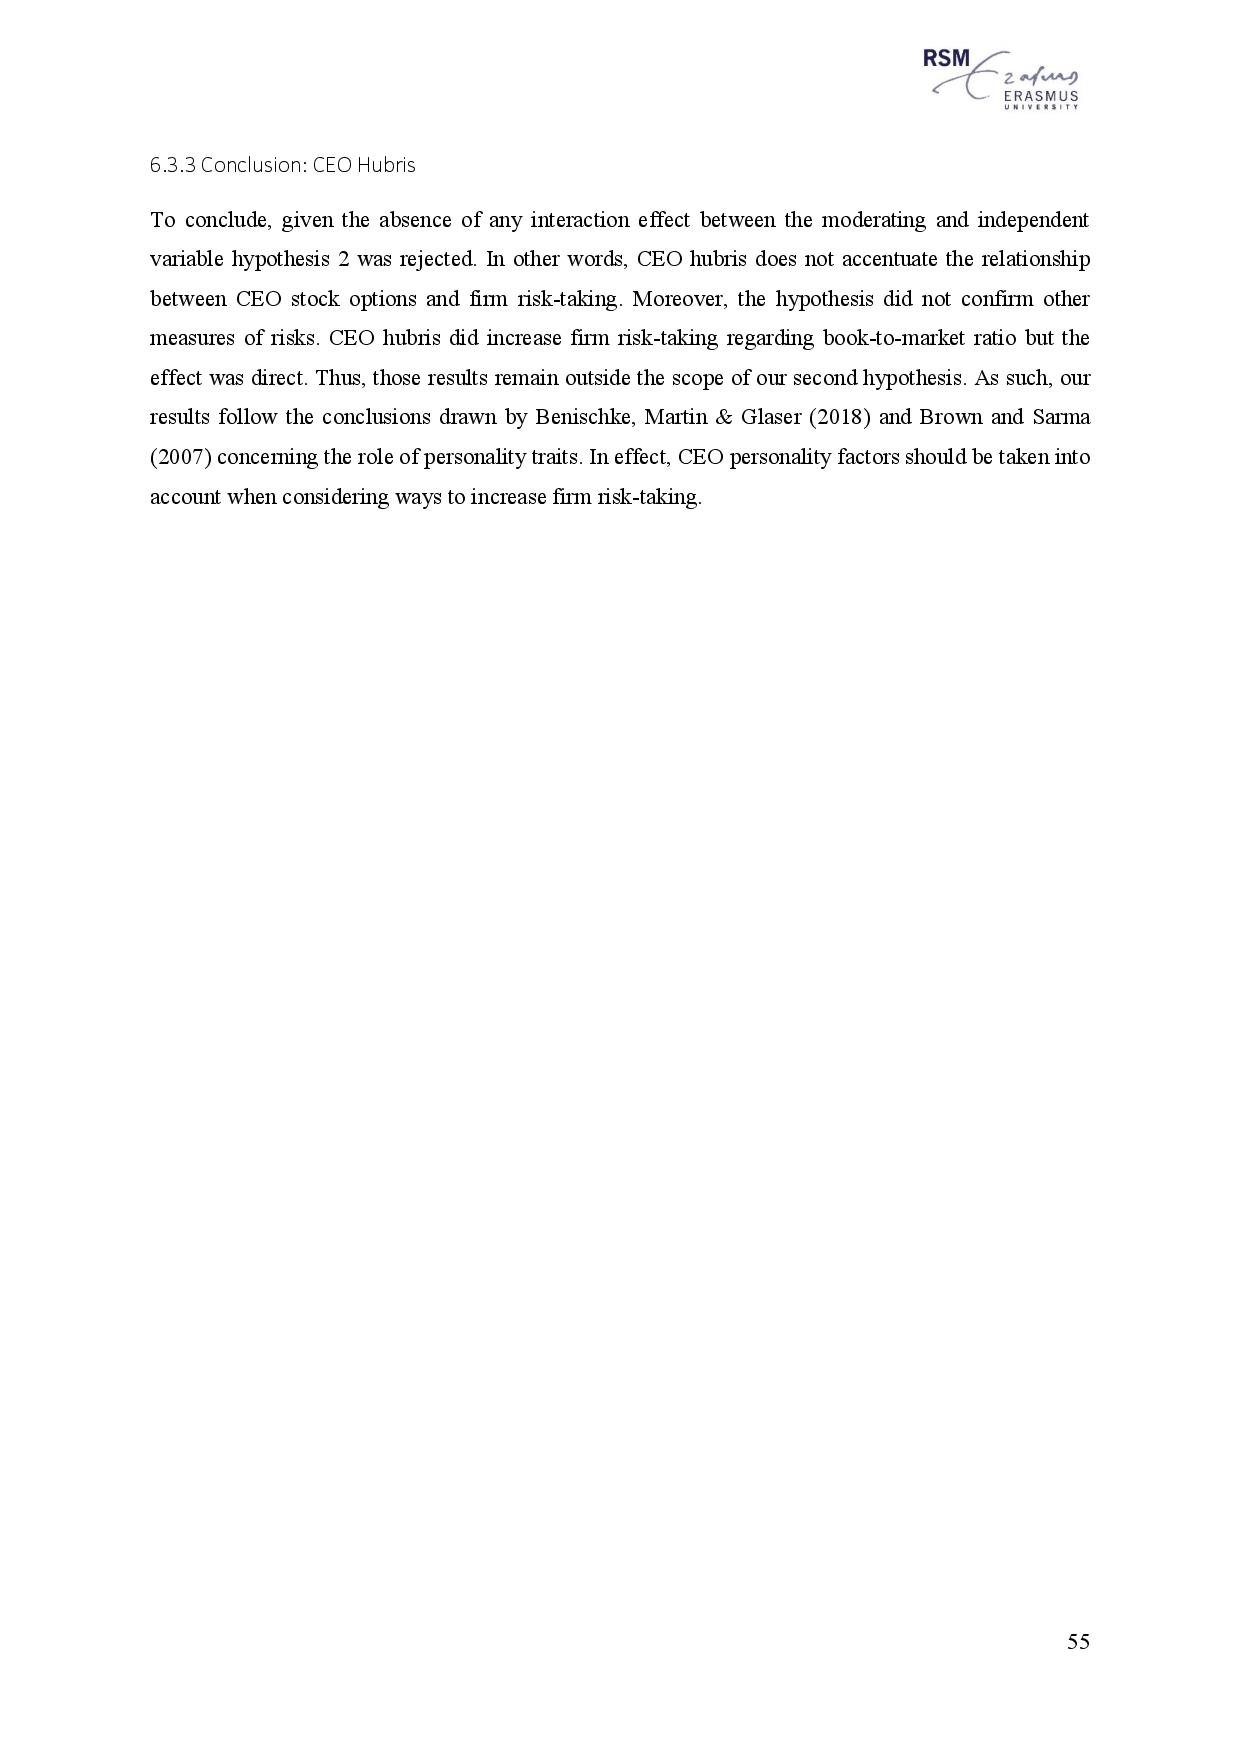 RSM
Erasmus
ERASMUS
UNIVERSITY
6.3.3 Conclusion: CEO Hubris
To conclude, given the absence of any interaction effect between the moderating and independent
variable hypothesis 2 was rejected. In other words, CEO hubris does not accentuate the relationship
between CEO stock options and firm risk-taking. Moreover, the hypothesis did not confirm other
measures of risks. CEO hubris did increase firm risk-taking regarding book-to-market ratio but the
effect was direct. Thus, those results remain outside the scope of our second hypothesis. As such, our
results follow the conclusions drawn by Benischke, Martin & Glaser (2018) and Brown and Sarma
(2007) concerning the role of personality traits. In effect, CEO personality factors should be taken into
account when considering ways to increase firm risk-taking.
55